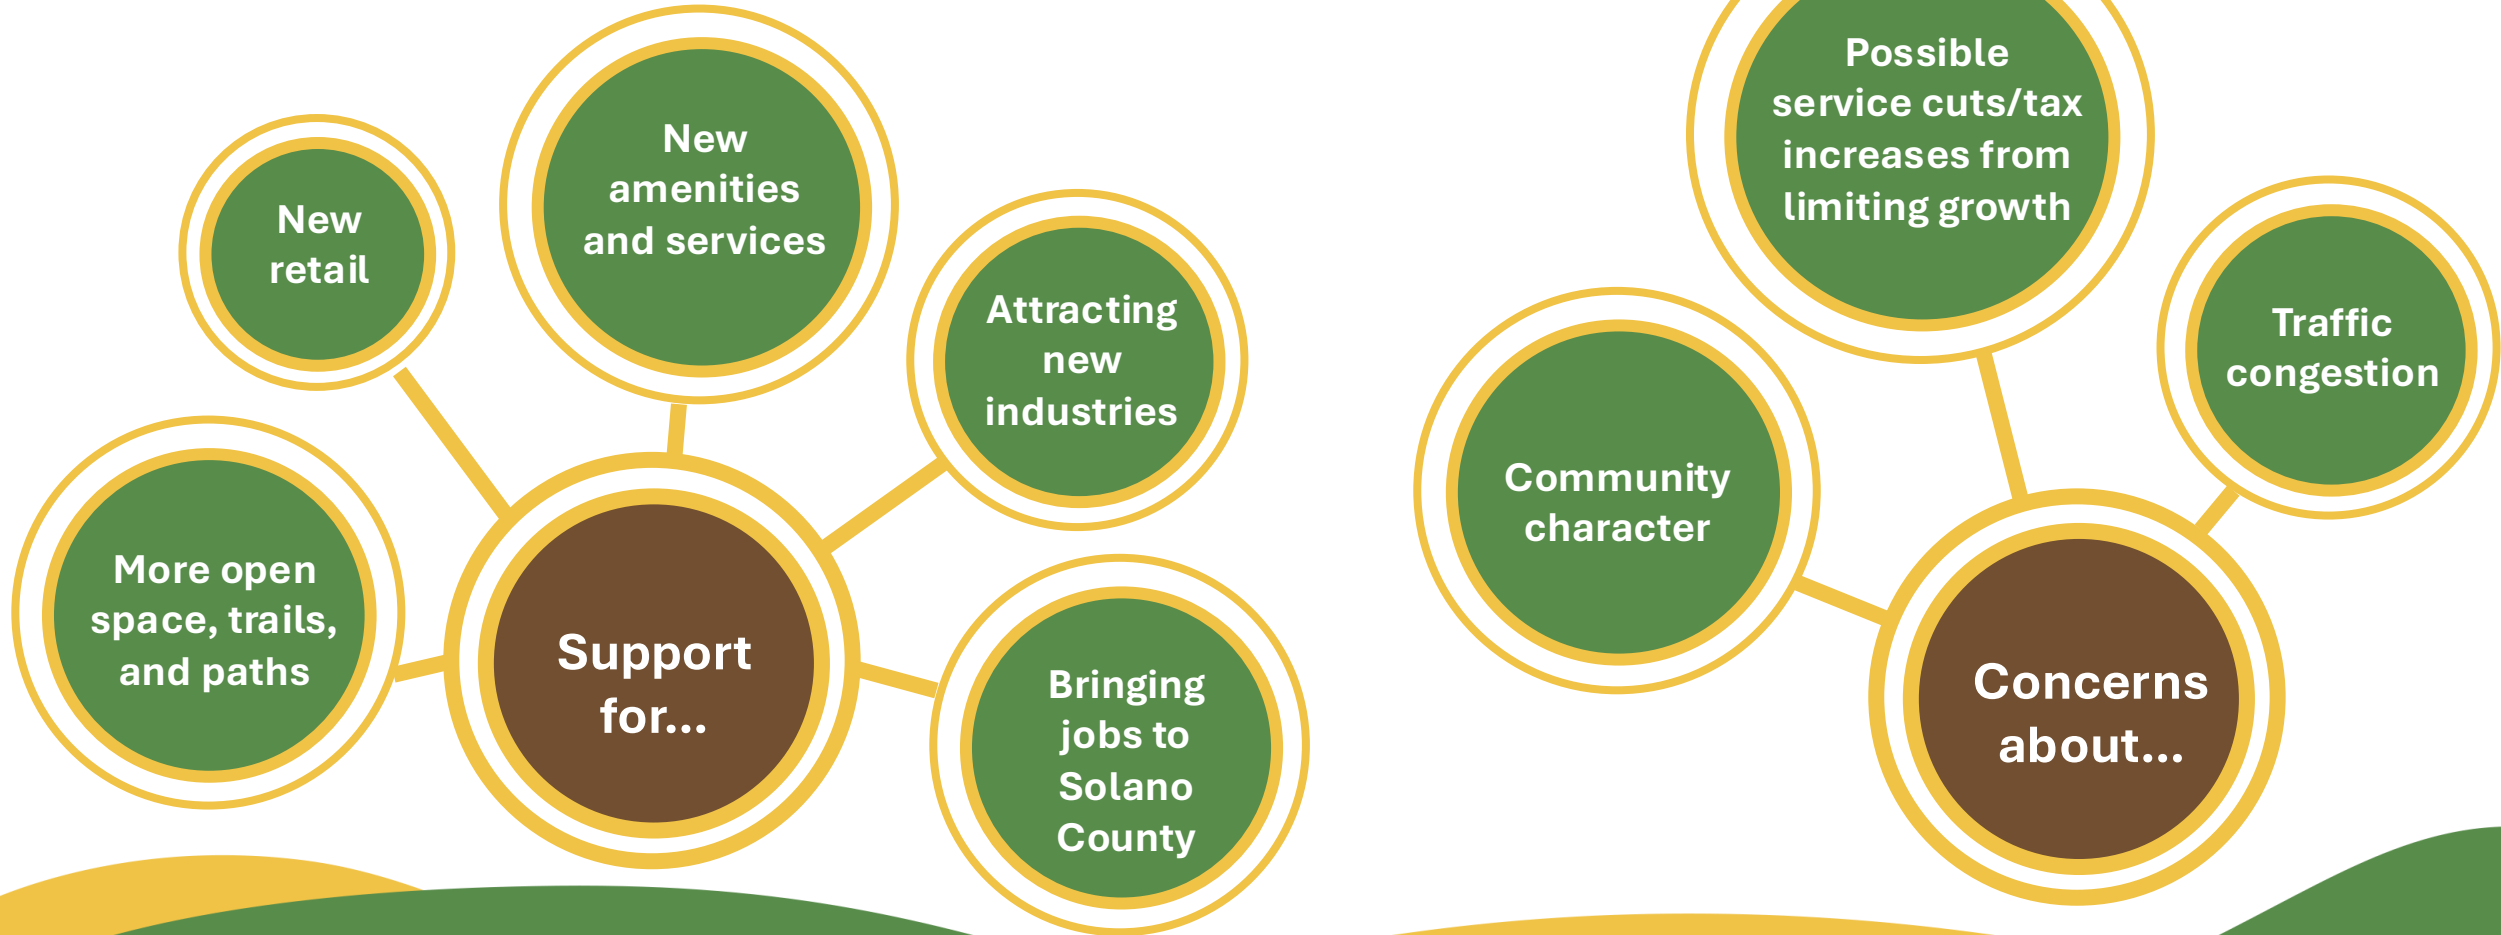 New
retail
New
amenities
and services
Attracting
new
industries
More open
space, trails,
and paths
Support
for...
Bringing
jobs to
Solano
County
Possible
service cuts/tax
increases from
limiting growth
Traffic
congestion
Community
character
Concerns
about...